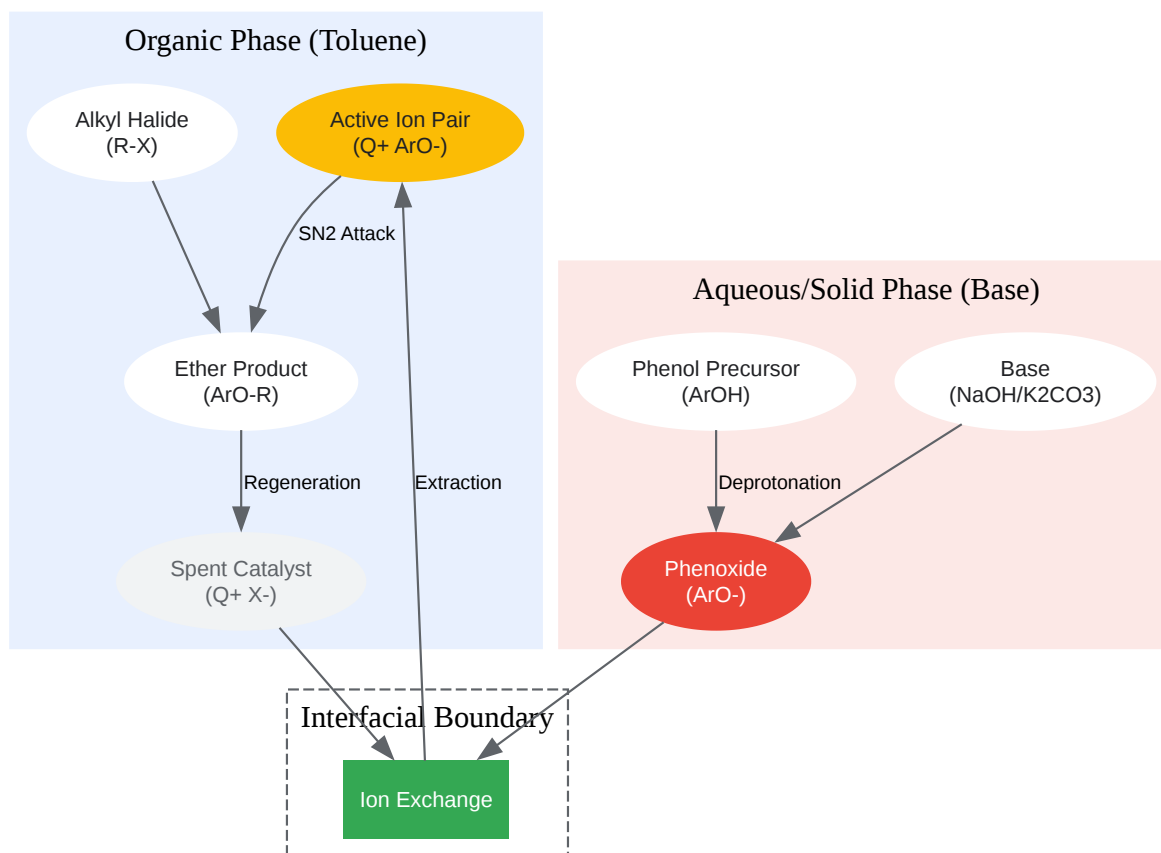 Organic Phase (Toluene)
Alkyl Halide
(R-X)
Active Ion Pair
(Q+ ArO-)
SN2 Attack
Ether Product
(ArO-R)
Regeneration
Extraction
Spent Catalyst
(Q+ X-)
Aqueous/Solid Phase (Base)
Phenol Precursor
(ArOH)
Base
(NaOH/K2CO3)
Deprotonation
Phenoxide
(ArO-)
Interfacial Boundary
Ion Exchange